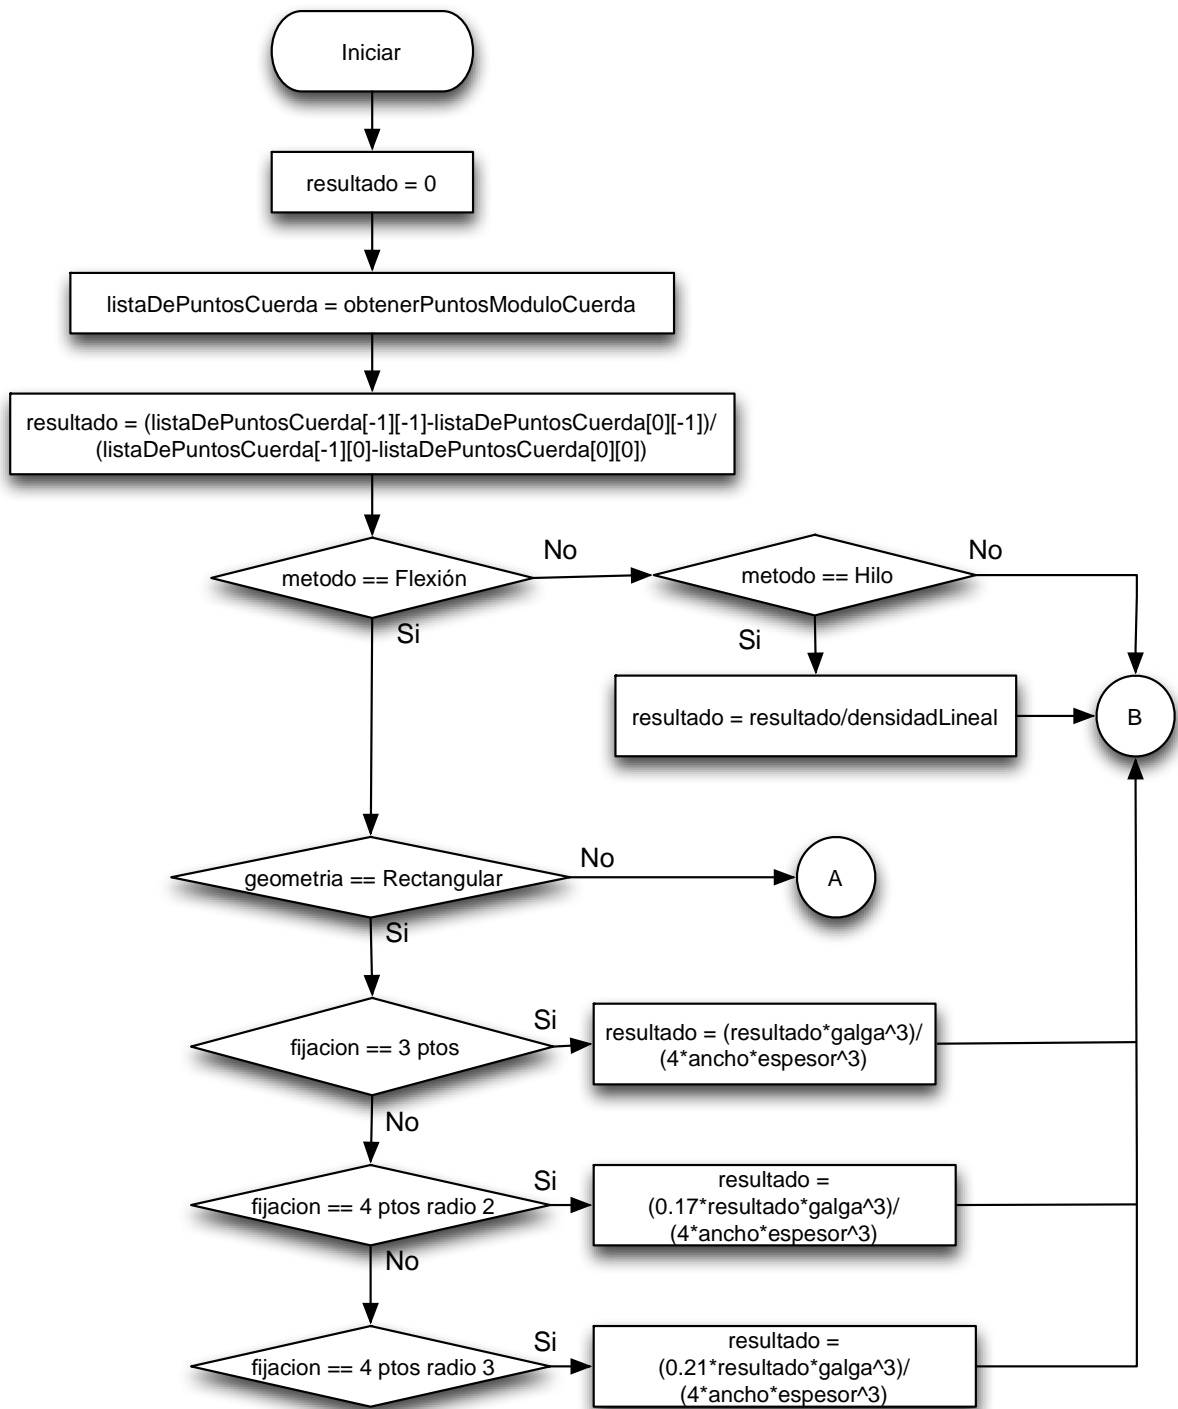 Iniciar
resultado = 0
listaDePuntosCuerda = obtenerPuntosModuloCuerda
resultado = (listaDePuntosCuerda[-1][-1]-listaDePuntosCuerda[0][-1])/
(listaDePuntosCuerda[-1][0]-listaDePuntosCuerda[0][0])
metodo == Flexión
No
metodo == Hilo
No
Si
Si
resultado = resultado/densidadLineal
B
geometria == Rectangular
No
A
Si
fijacion == 3 ptos
Si
resultado = (resultado*galga^3)/
(4*ancho*espesor^3)
No
fijacion == 4 ptos radio 2
Si
resultado =
(0.17*resultado*galga^3)/
(4*ancho*espesor^3)
No
fijacion == 4 ptos radio 3
Si
resultado =
(0.21*resultado*galga^3)/
(4*ancho*espesor^3)